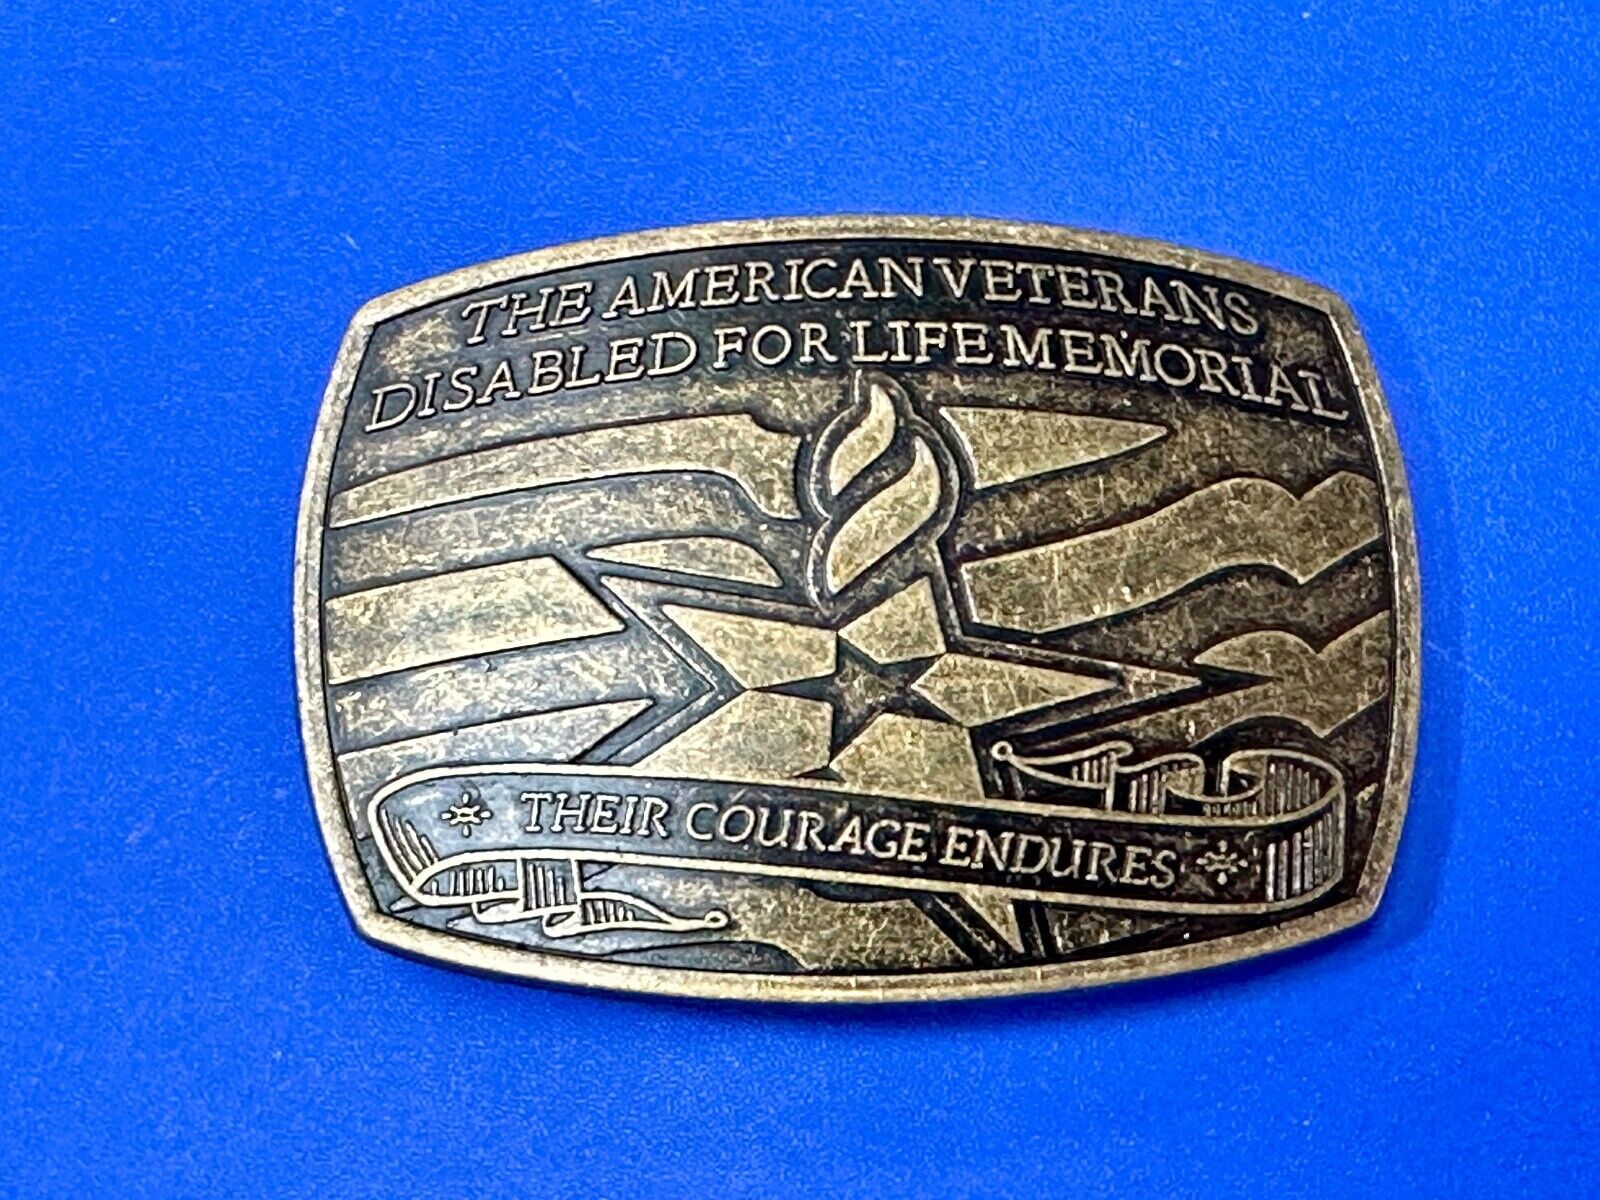 THE AMERICAN VETERANS
DISABLED FOR LIFE MEMORIAL
THEIR COURAGE ENDURES